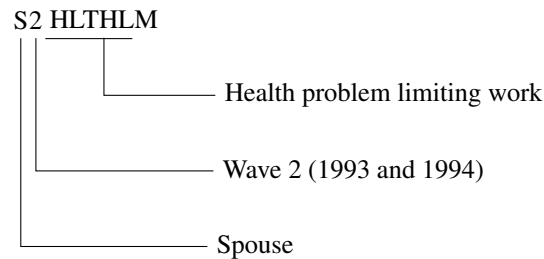 S2 HLTHLM
Health problem limiting work
Wave 2 (1993 and 1994)
Spouse